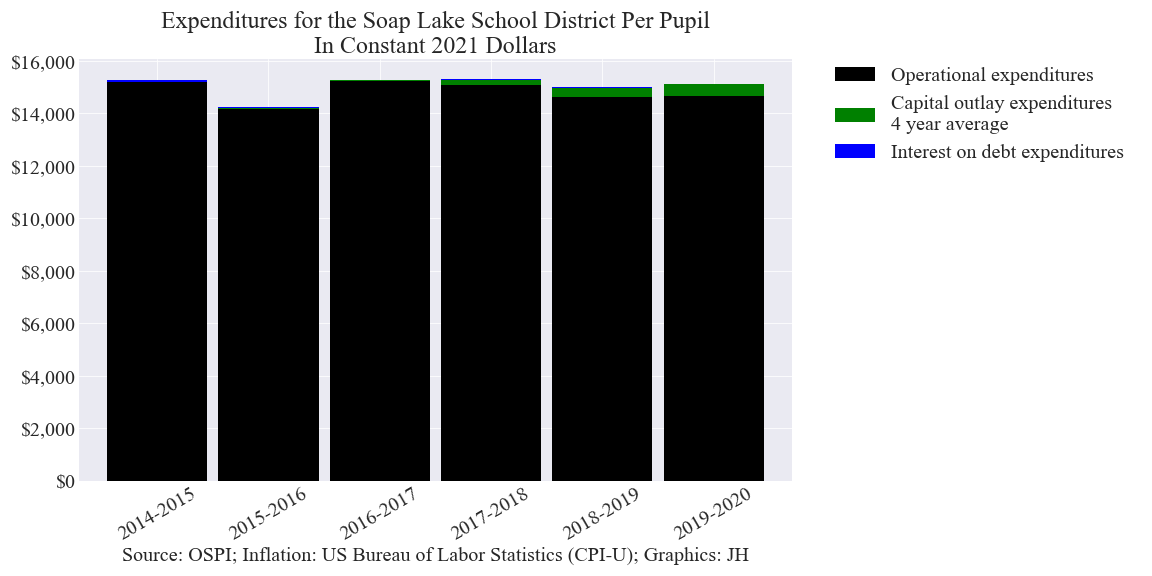 Expenditures for the Soap Lake School District Per Pupil
In Constant 2021 Dollars
$16,000
$14,000
$12,000
$10,000
$8,000
$6,000
$4,000
$2,000
$0
2014-2015
2015-2016
2016-2017
2017-2018
2018-2019
2019-2020
Source: OSPI; Inflation: US Bureau of Labor Statistics (CPI-U); Graphics: JH
Operational expenditures
Capital outlay expenditures
4 year average
Interest on debt expenditures